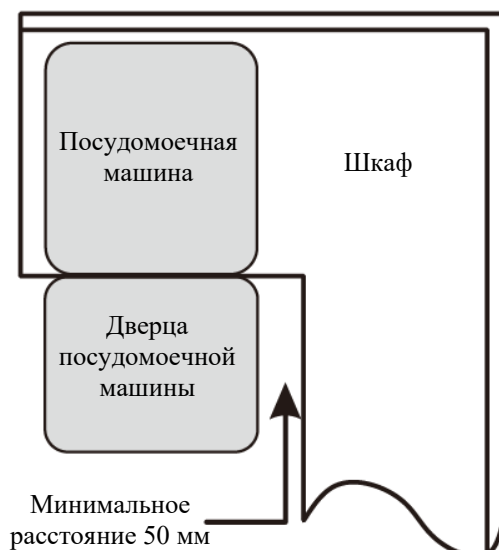 Посудомоечная
машина
Шкаф
Дверца
посудомоечной
машины
Минимальное
расстояние 50 мм